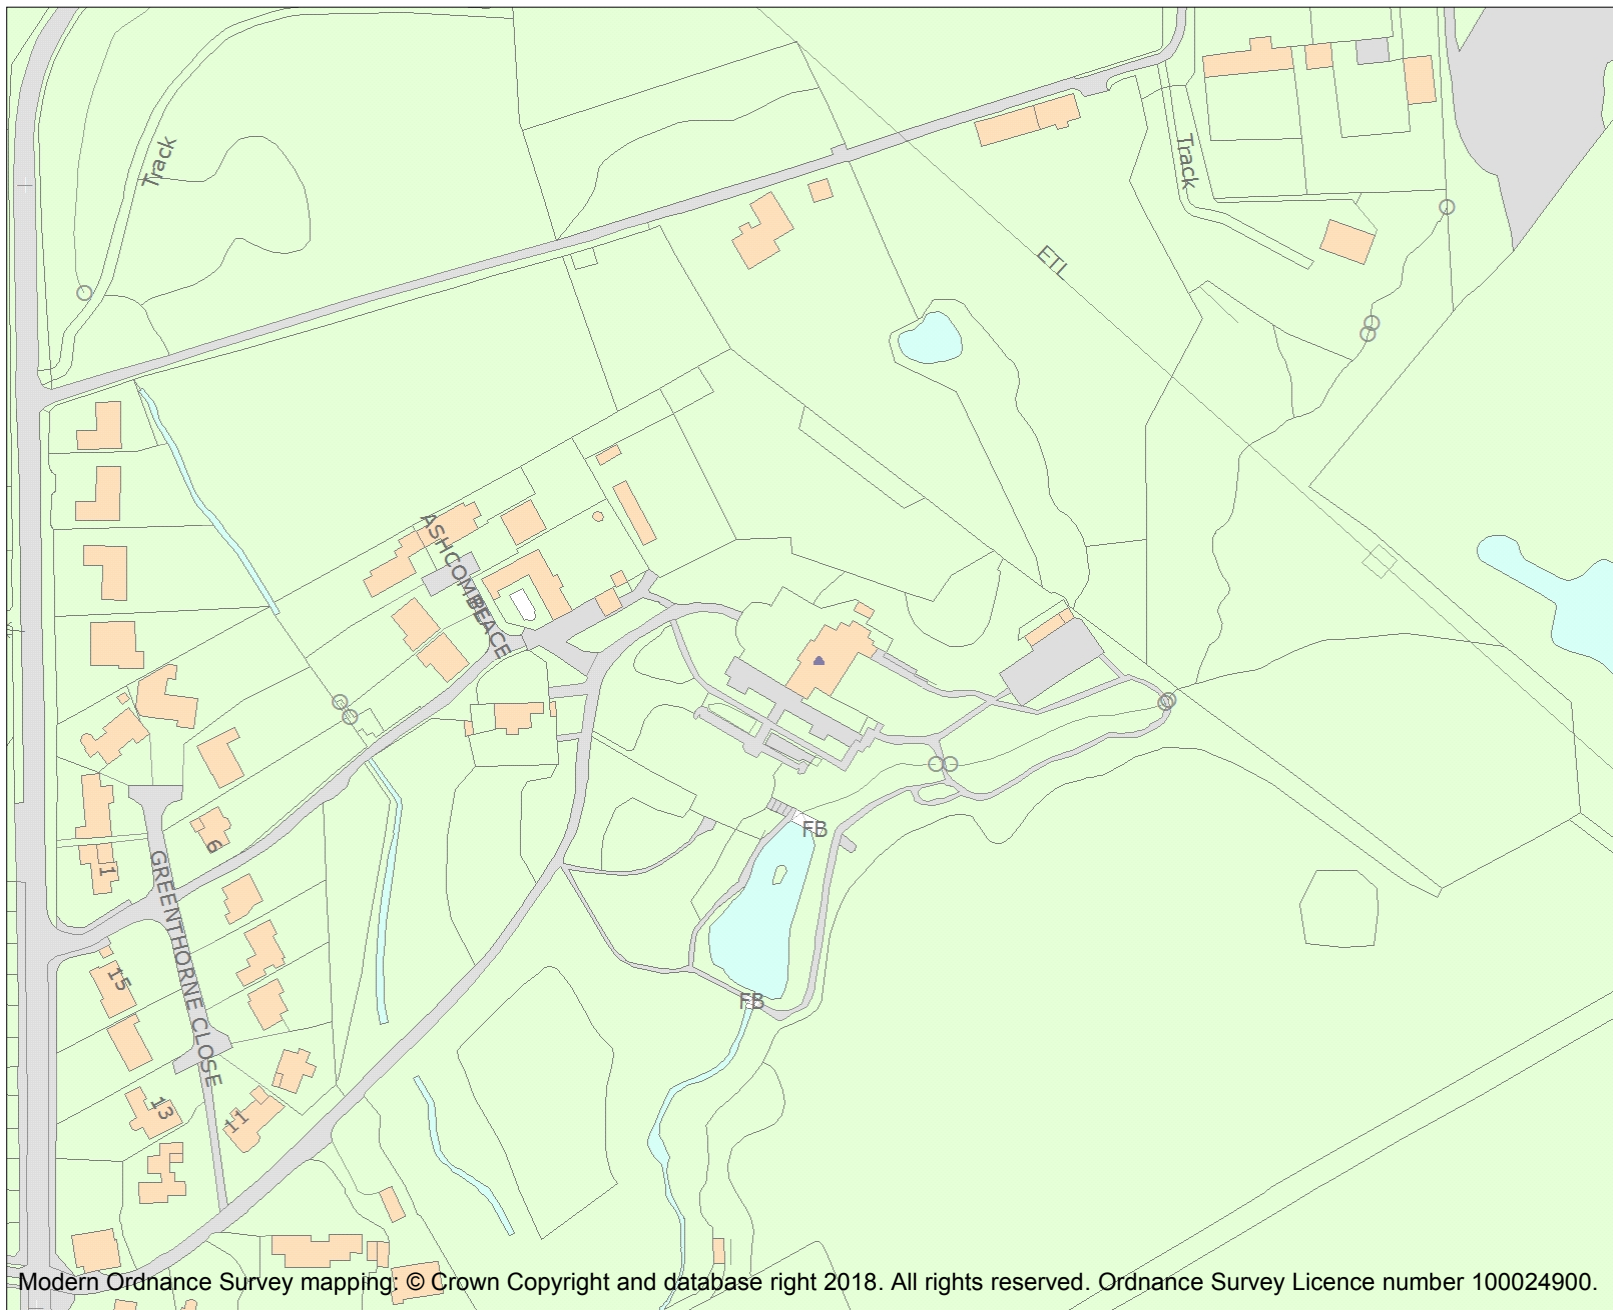 Track
Track
ETL
ASHCOMBE
PLACE
FB
6
1
GREENTHORNE CLOSE
15
FB
13
11
Modern Ordnance Survey mapping: © Crown Copyright and database right 2018. All rights reserved. Ordnance Survey Licence number 100024900.